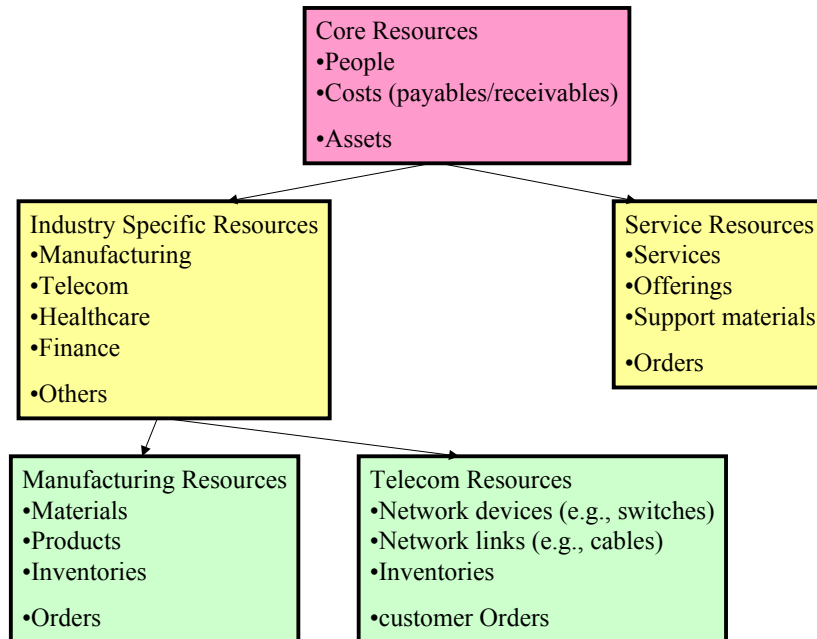 Core Resources
•People
•Costs (payables/receivables)
•Assets
Industry Specific Resources
•Manufacturing
•Telecom
•Healthcare
•Finance
•Others
Service Resources
•Services
•Offerings
•Support materials
•Orders
Manufacturing Resources
•Materials
•Products
•Inventories
•Orders
Telecom Resources
•Network devices (e.g., switches)
•Network links (e.g., cables)
•Inventories
•customer Orders